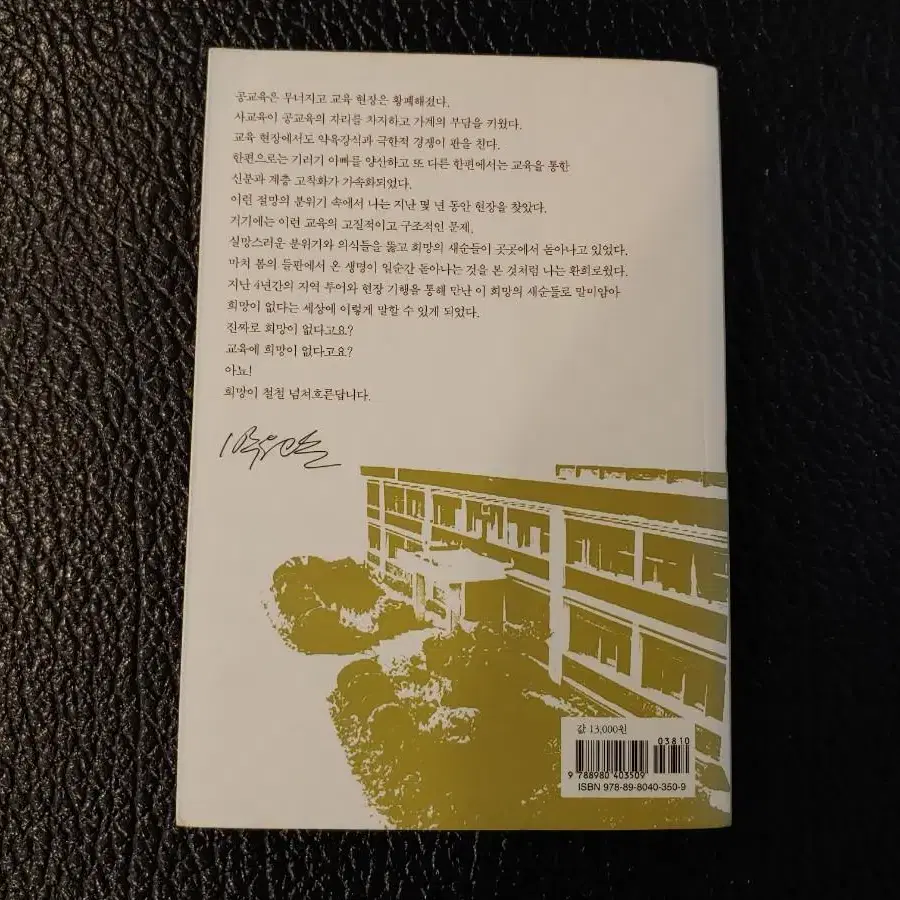 공교육은 무너지고 교육 현장은 황폐해졌다.
사교육이 공교육의 자리를 차지하고 가계의 부담을 키웠다.
교육 현장에서도 약육강식과 극한적 경쟁이 판을 친다.
한편으로는 기러기 아빠를 양산하고 또 다른 한편에서는 교육을 통한
신분과 계층 고착화가 가속화되었다.
이런 절망의 분위기 속에서 나는 지난 몇 년 동안 현장을 찾았다.
거기에는 이런 교육의 고질적이고 구조적인 문제,
실망스러운 분위기와 의식들을 뚫고 희망의 새순들이 곳곳에서 돋아나고 있었다.
마치 봄의 들판에서 온 생명이 일순간 돋아나는 것을 본 것처럼 나는 환희로웠다.
지난 4년간의 지역 투어와 현장 기행을 통해 만난 이 희망의 새순들로 말미암아
희망이 없다는 세상에 이렇게 말할 수 있게 되었다.
진짜로 희망이 없다고요?
교육에 희망이 없다고요?
아뇨!
희망이 철철 넘쳐흐른답니다.
값 13,000원
03810
9 788980 403509
ISBN 978-89-8040-350-9